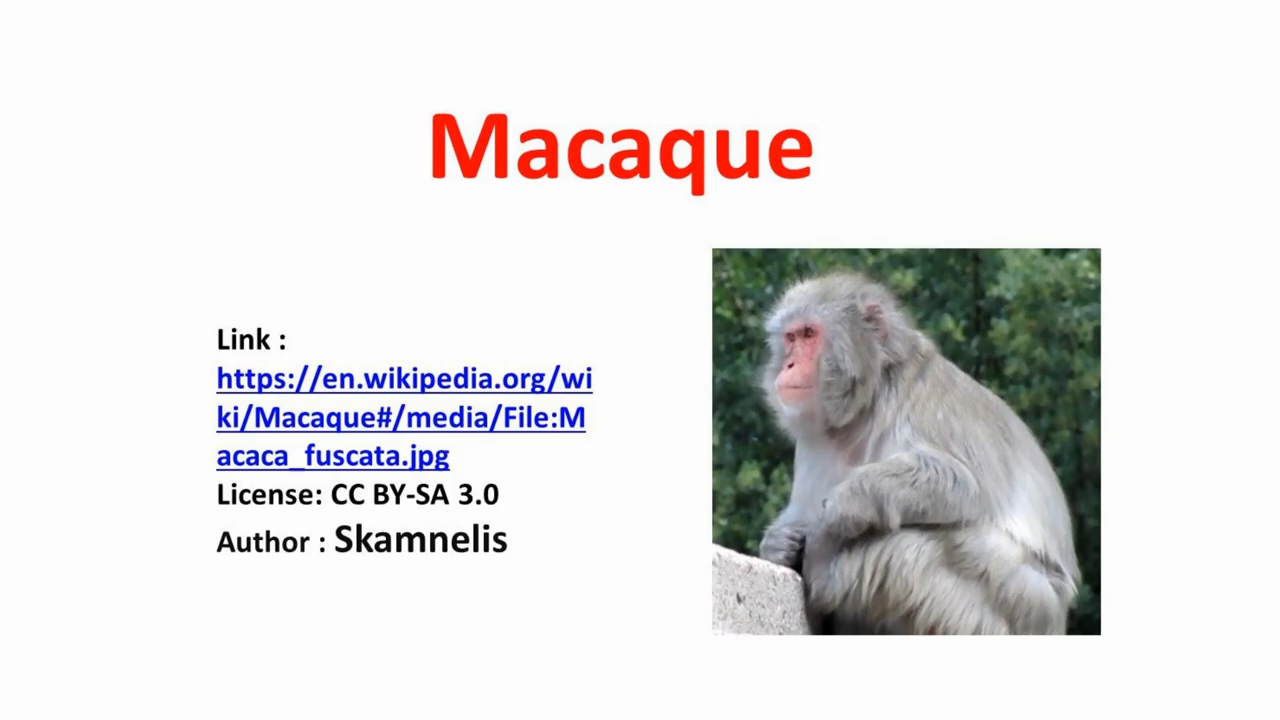 Macaque
Link :
https://en.wikipedia.org/wi
ki/Macaque#/media/File:M
acaca_fuscata.jpg
License: CC BY-SA 3.0
Author : Skamnelis